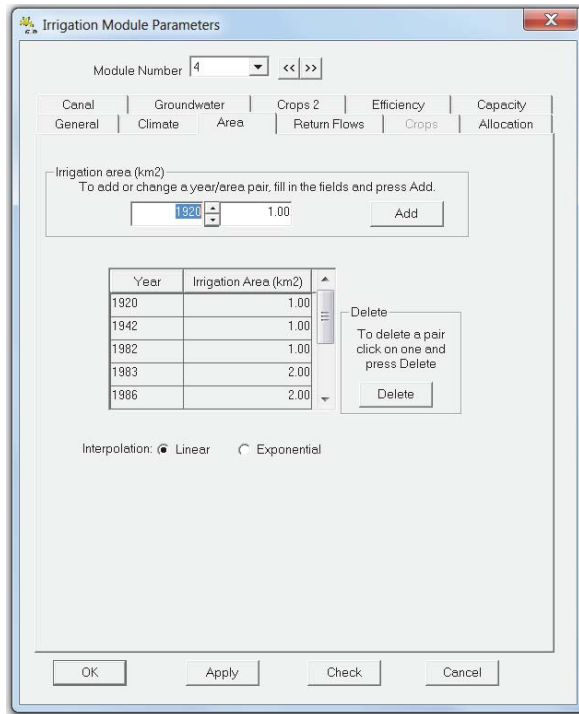 Irrigation Module Parameters
X
Module Number 4 << >>
Canal Groundwater Crops 2 Efficiency Capacity
General Climate Area Return Flows Crops Allocation
Irrigation area (km2)
To add or change a year/area pair, fill in the fields and press Add.
1920 1.00 Add
Year Irrigation Area (km2)
1920 1.00
1942 1.00
1982 1.00
1983 2.00
1986 2.00
Delete
To delete a pair
click on one and
press Delete
Delete
Interpolation: Linear Exponential
OK Apply Check Cancel